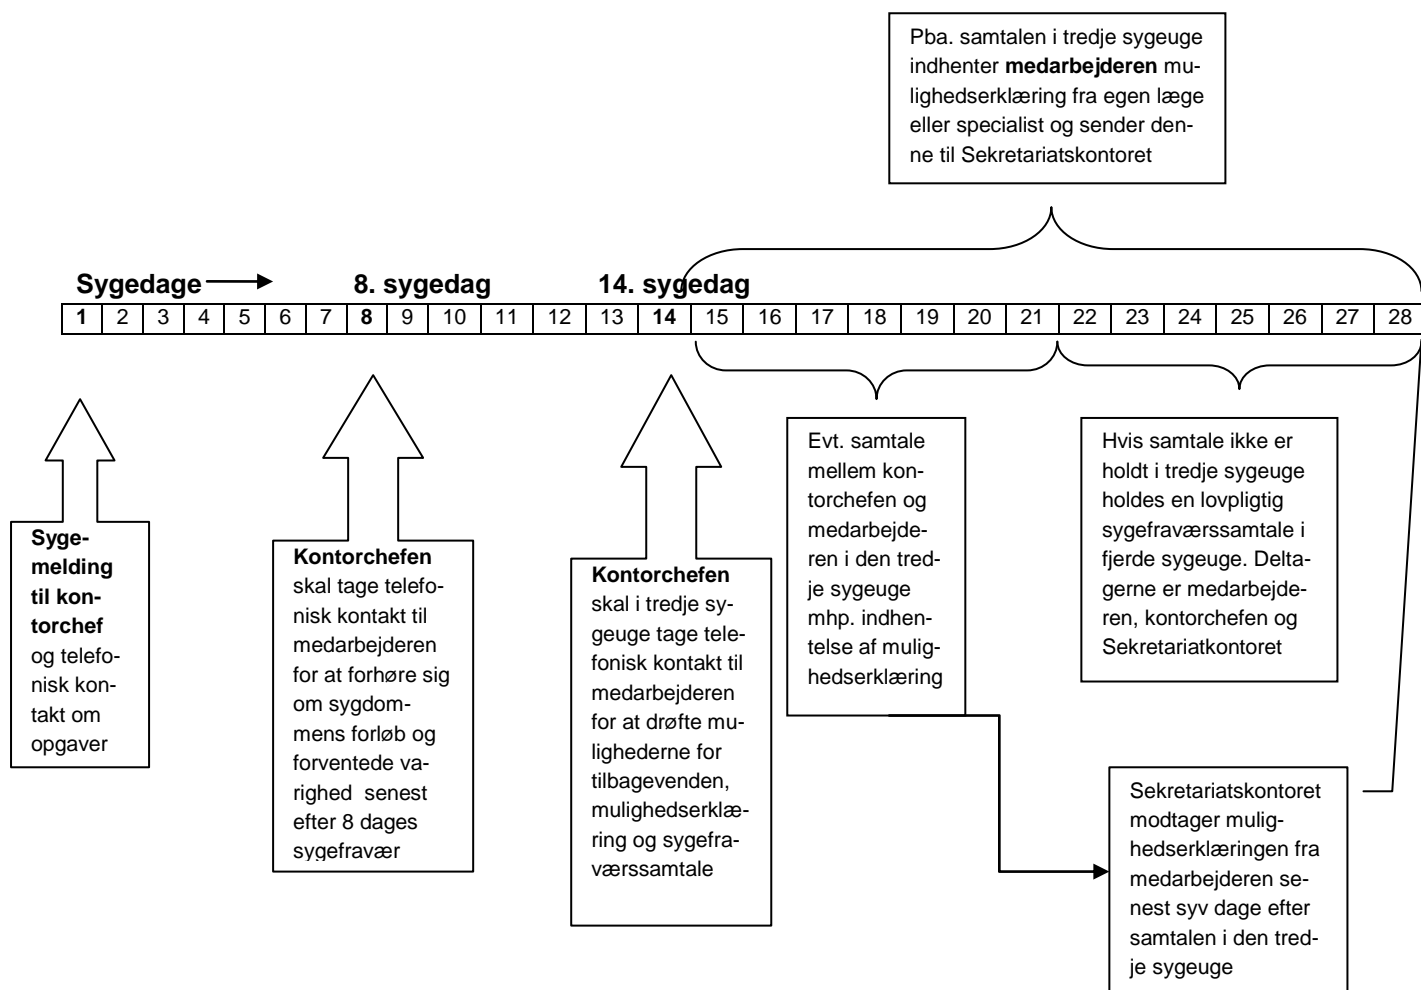 Pba. samtalen i tredje sygeuge
indhenter medarbejderen mu-
lighedserklæring fra egen læge
eller specialist og sender den-
ne til Sekretariatskontoret
Sygedage 8. sygedag 14. sygedag
1 2 3 4 5 6 7 8 9 10 11 12 13 14 15 16 17 18 19 20 21 22 23 24 25 26 27 28
Syge-
melding
til kon-
torchef
og telefo-
nisk kon-
takt om
opgaver
Kontorchefen
skal tage telefo-
nisk kontakt til
medarbejderen
for at forhøre sig
om sygdom-
mens forløb og
forventede va-
righed senest
efter 8 dages
sygefravær
Kontorchefen
skal i tredje sy-
geuge tage tele-
fonisk kontakt til
medarbejderen
for at drøfte mu-
lighederne for
tilbagevenden,
mulighedserklæ-
ring og sygefra-
værssamtale
Evt. samtale
mellem kon-
torchefen og
medarbejde-
ren i den tred-
je sygeuge
mhp. indhen-
telse af mulig-
hedserklæring
Hvis samtale ikke er
holdt i tredje sygeuge
holdes en lovpligtig
sygefraværssamtale i
fjerde sygeuge. Delta-
gerne er medarbejde-
ren, kontorchefen og
Sekretariatkontoret
Sekretariatskontoret
modtager mulig-
hedserklæringen fra
medarbejderen se-
nest syv dage efter
samtalen i den tred-
je sygeuge